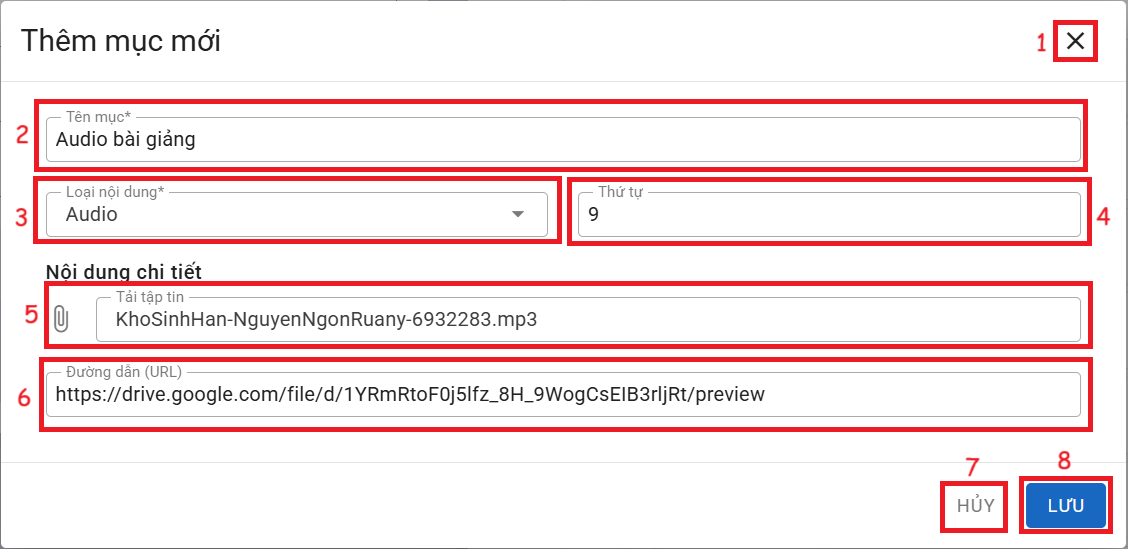 Thêm mục mới
1
2
Tên mục*
Audio bài giảng
3
Loại nội dung*
Audio
Thứ tự
9
4
Nội dung chi tiết
5
Tải tập tin
KhoSinhHan-NguyenNgonRuany-6932283.mp3
6
Đường dẫn (URL)
https://drive.google.com/file/d/1YRmRtoF0j5lfz_8H_9WogCsEIB3rljRt/preview
7
HỦY
8
LƯU